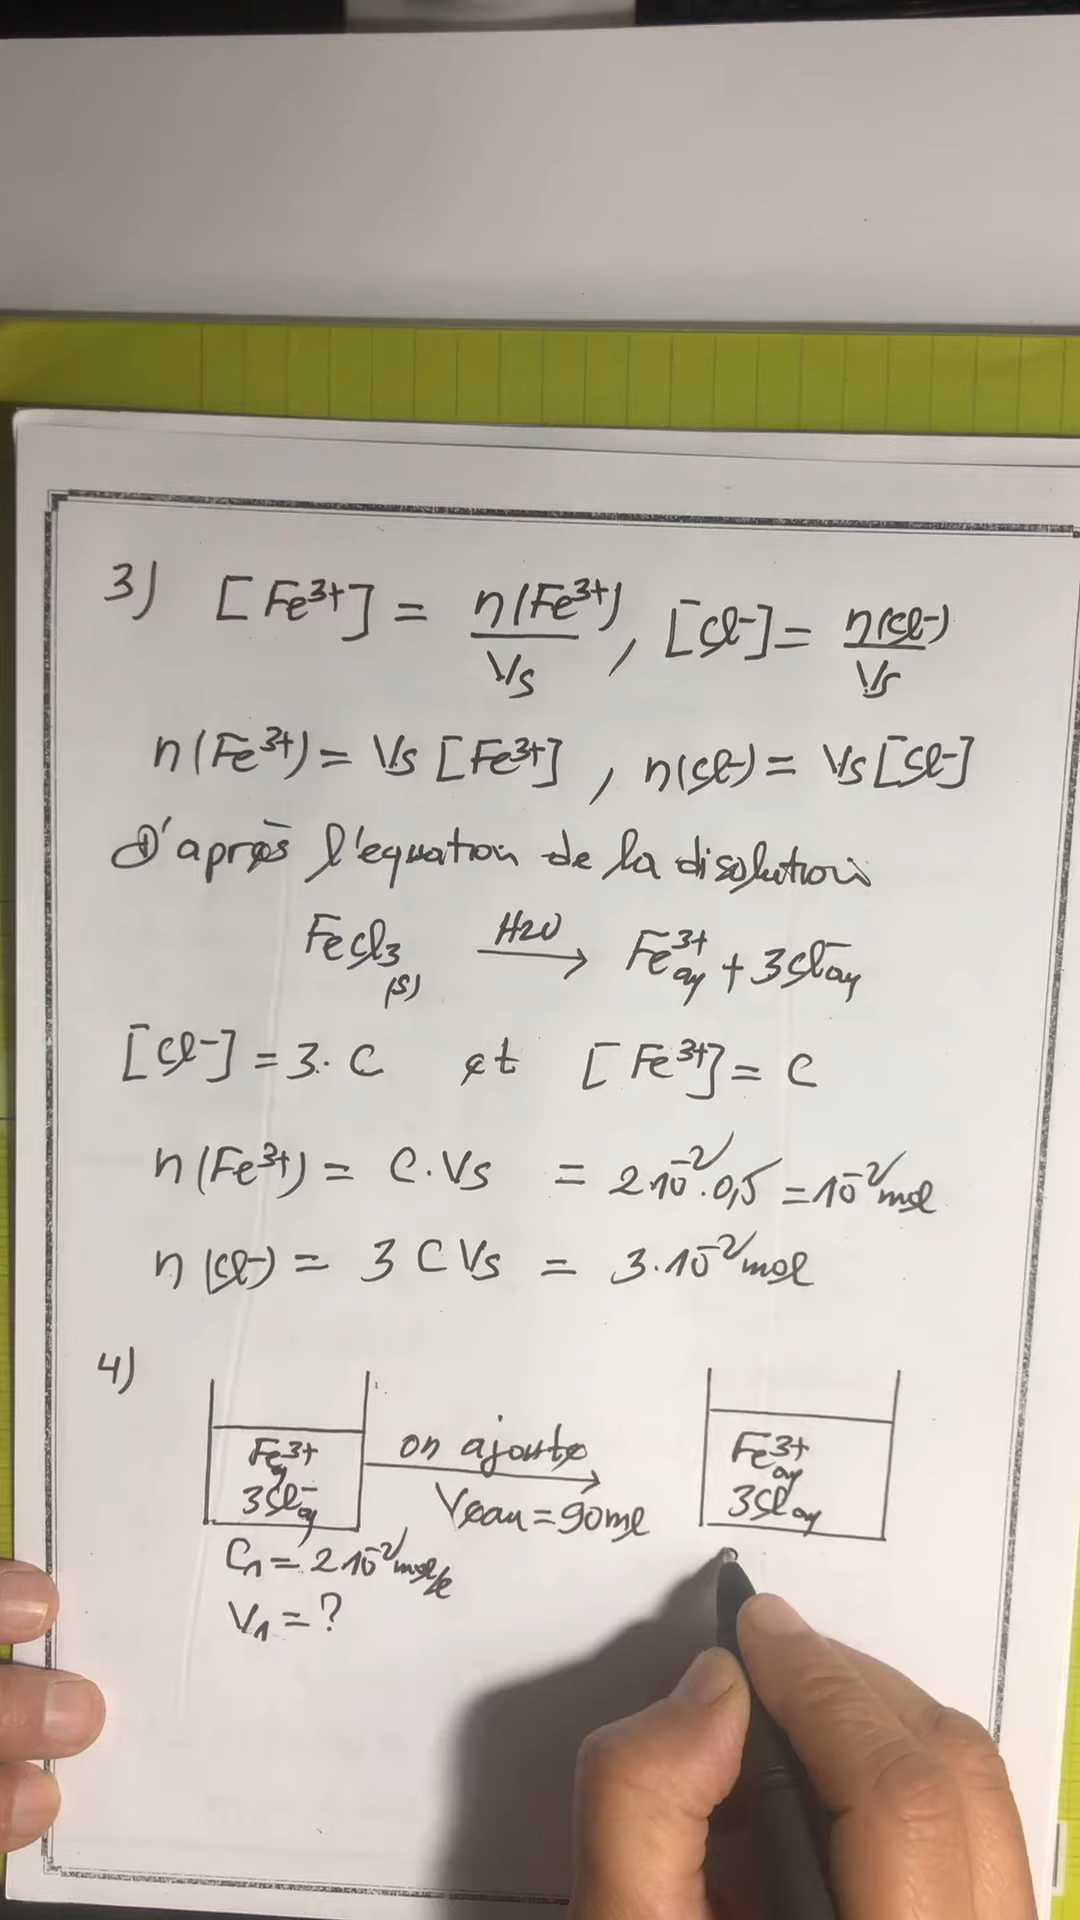 3) [Fe³⁺] = n(Fe³⁺)/Vs , [Cl⁻] = n(Cl⁻)/Vs
n(Fe³⁺) = Vs [Fe³⁺] , n(Cl⁻) = Vs [Cl⁻]
D'après l'equation de la disolution
FeCl₃(s) —H₂O→ Fe³⁺aq + 3Cl⁻aq
[Cl⁻] = 3. C et [Fe³⁺] = C
n(Fe³⁺) = C.Vs = 2.10⁻².0,5 = 10⁻² mol
n(Cl⁻) = 3 C Vs = 3.10⁻² mol
4)
Fe³⁺aq
3Cl⁻aq
C₁ = 2.10⁻² mol/l
V₁ = ?
on ajoute
Veau = 90ml
Fe³⁺aq
3Claq